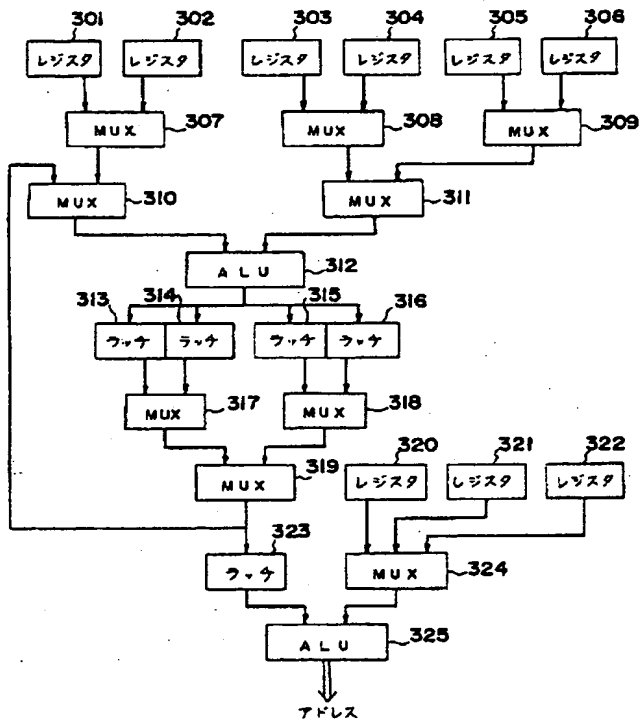 301 302 303 304 305 306
レジスタ レジスタ レジスタ レジスタ レジスタ レジスタ
MUX 307 MUX 308 MUX 309
MUX 310 MUX 311
ALU 312
313 314 315 316
ラッチ ラッチ ラッチ ラッチ
MUX 317 MUX 318
320 321 322
MUX 319 レジスタ レジスタ レジスタ
323
ラッチ MUX 324
ALU 325
アドレス